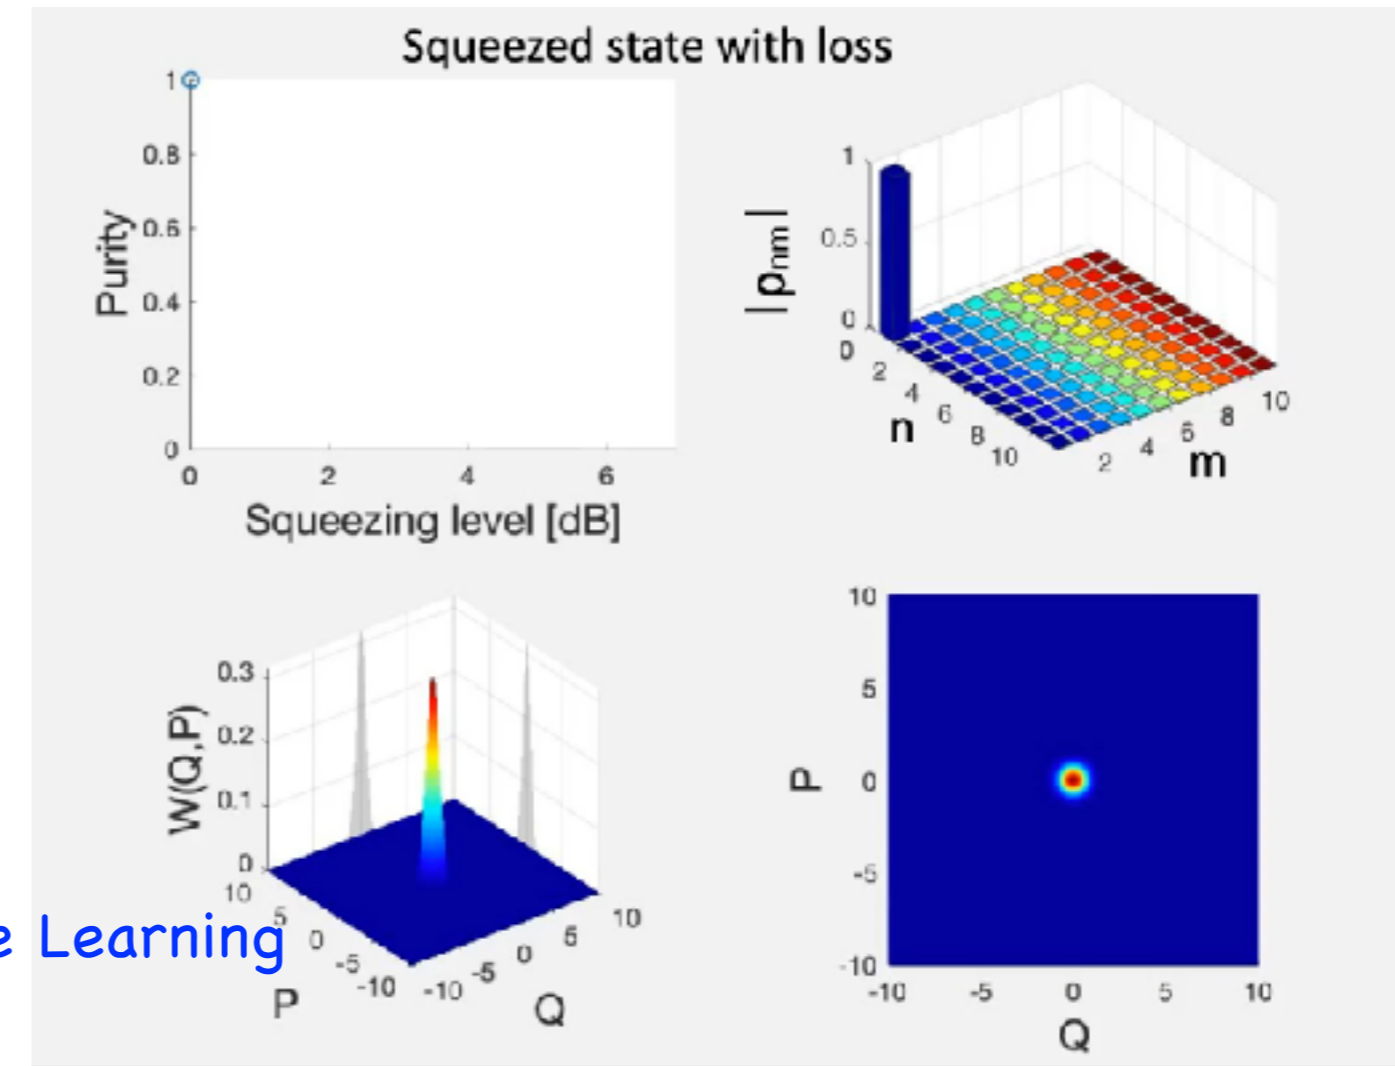 Squeezed state with loss
1
0.8
0.6
0.4
0.2
0
Purity
0 2 4 6
Squeezing level [dB]
1
0.5
0
|ρnm|
0 2 4 6 8 10
n
2 4 6 8 10
m
0.3
0.2
0.1
0
W(Q,P)
10 5 0 -5 -10
P
-10 -5 0 5 10
Q
10
5
0
-5
-10
P
-10 -5 0 5 10
Q
e Learning